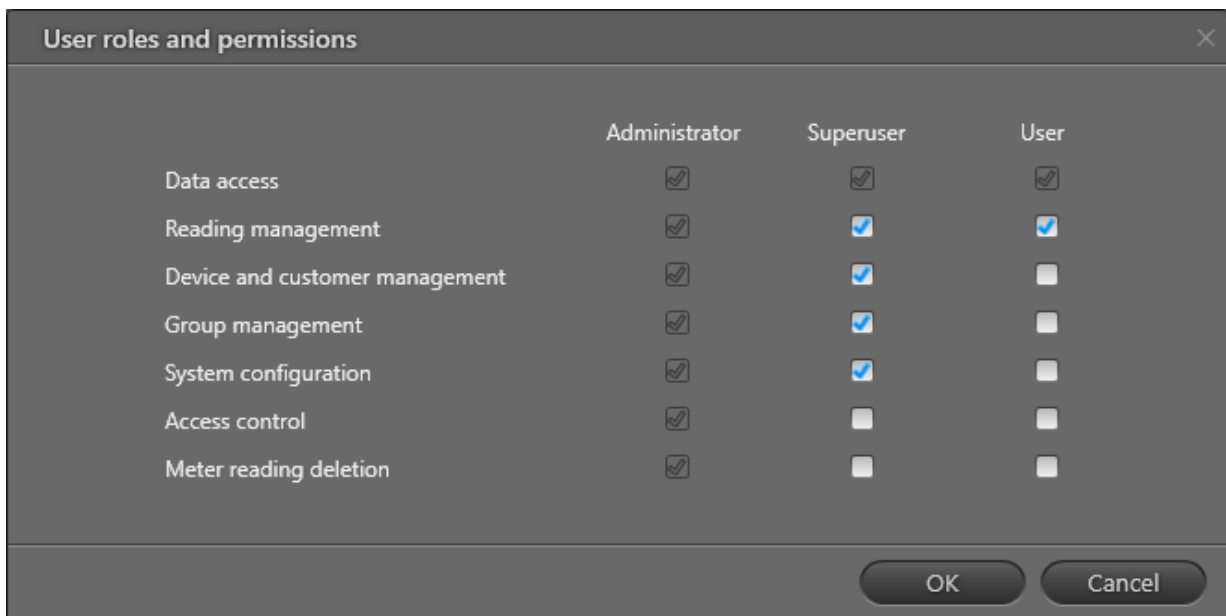 User roles and permissions
Administrator Superuser User
Data access
Reading management
Device and customer management
Group management
System configuration
Access control
Meter reading deletion
OK Cancel